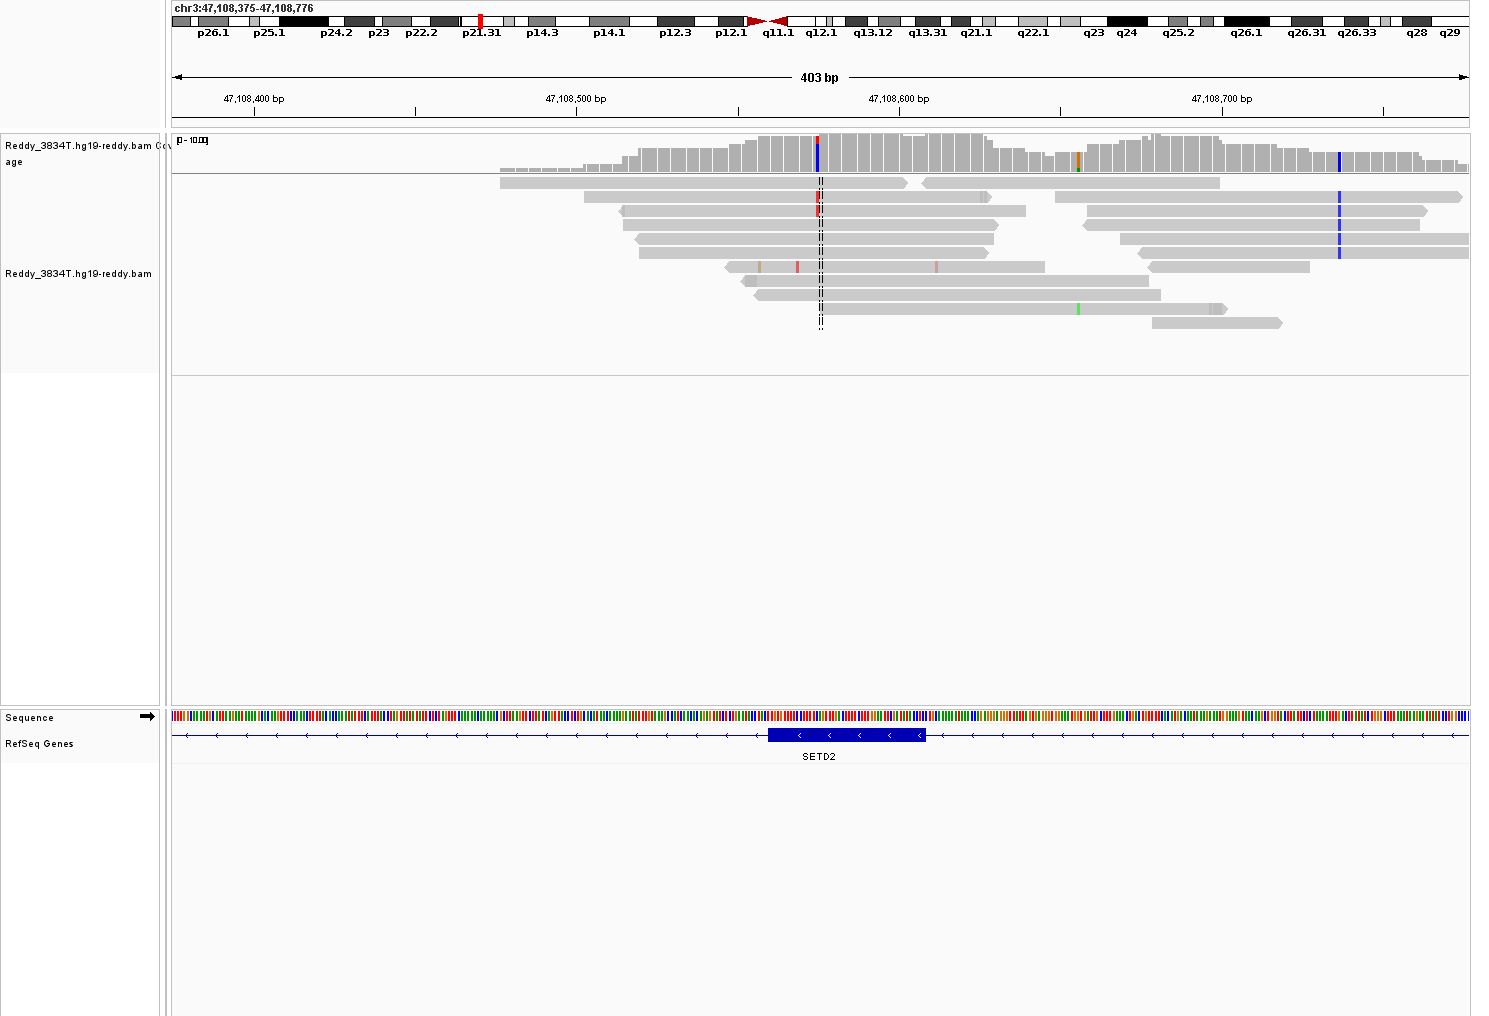 chr3:47,108,375-47,108,776
p26.1 p25.1 p24.2 p23 p22.2 p21.31 p14.3 p14.1 p12.3 p12.1 q11.1 q12.1 q13.12 q13.31 q21.1 q22.1 q23 q24 q25.2 q26.1 q26.31 q26.33 q28 q29
403 bp
47,108,400 bp 47,108,500 bp 47,108,600 bp 47,108,700 bp
Reddy_3834T.hg19-reddy.bam Cov
age
[0 - 10.00]
Reddy_3834T.hg19-reddy.bam
Sequence
RefSeq Genes
SETD2